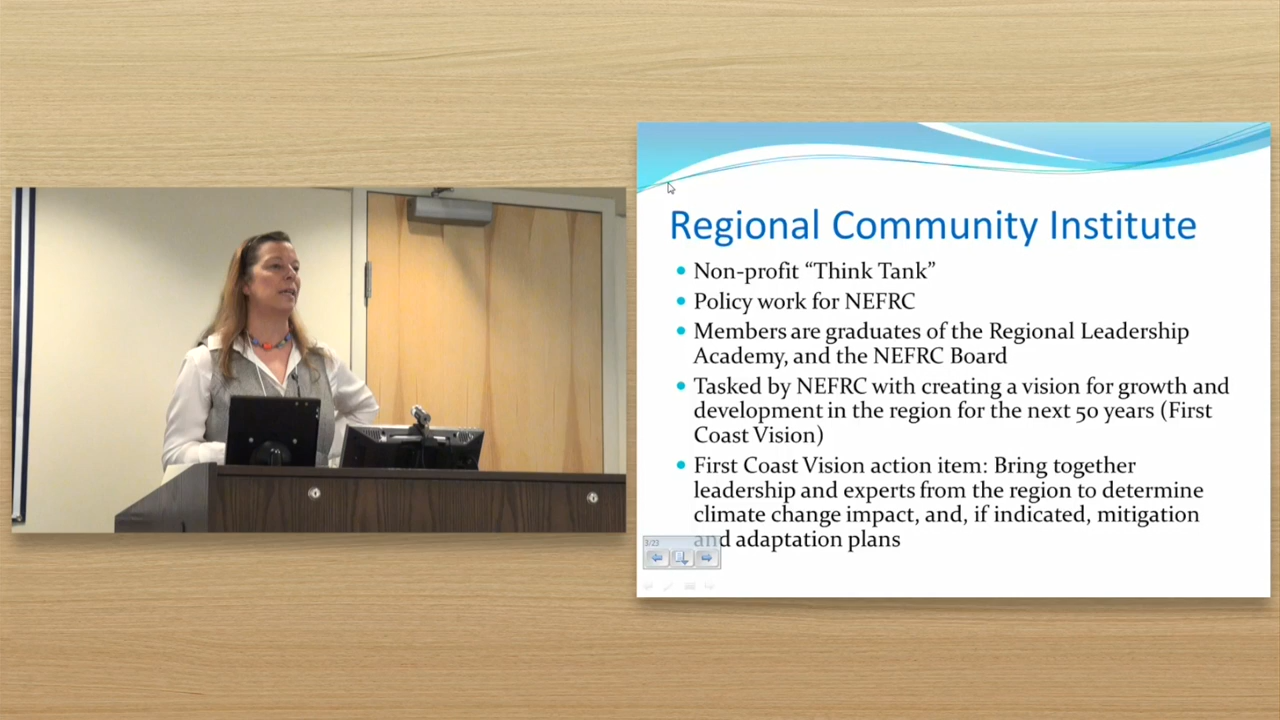 Regional Community Institute
• Non-profit “Think Tank”
• Policy work for NEFRC
• Members are graduates of the Regional Leadership
Academy, and the NEFRC Board
• Tasked by NEFRC with creating a vision for growth and
development in the region for the next 50 years (First
Coast Vision)
• First Coast Vision action item: Bring together
leadership and experts from the region to determine
climate change impact, and, if indicated, mitigation
and adaptation plans
3/23